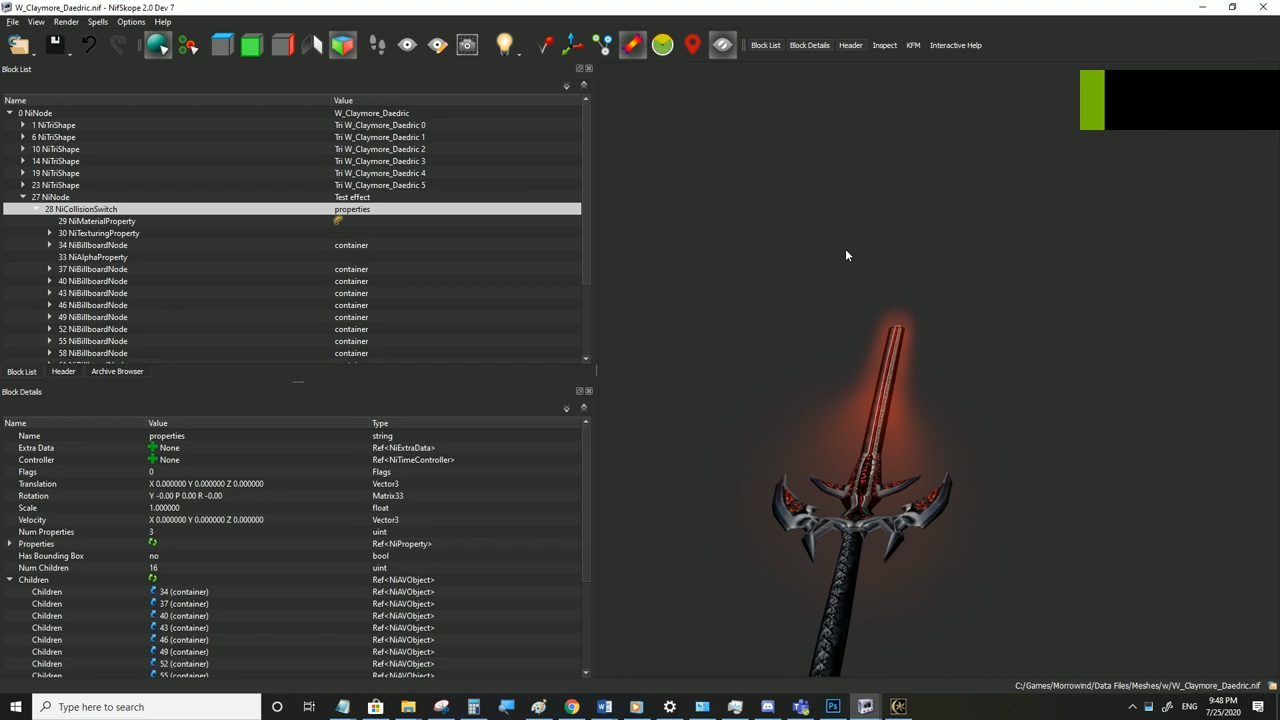 W_Claymore_Daedric.nif - NifSkope 2.0 Dev 7
File View Render Spells Options Help
Block List Block Details Header Inspect KFM Interactive Help
Block List
Name Value
0 NiNode W_Claymore_Daedric
1 NiTriShape Tri W_Claymore_Daedric 0
6 NiTriShape Tri W_Claymore_Daedric 1
10 NiTriShape Tri W_Claymore_Daedric 2
14 NiTriShape Tri W_Claymore_Daedric 3
19 NiTriShape Tri W_Claymore_Daedric 4
23 NiTriShape Tri W_Claymore_Daedric 5
27 NiNode Test effect
28 NiCollisionSwitch properties
29 NiMaterialProperty
30 NiTexturingProperty
34 NiBillboardNode container
33 NiAlphaProperty
37 NiBillboardNode container
40 NiBillboardNode container
43 NiBillboardNode container
46 NiBillboardNode container
49 NiBillboardNode container
52 NiBillboardNode container
55 NiBillboardNode container
58 NiBillboardNode container
Block List Header Archive Browser
Block Details
Name Value Type
Name properties string
Extra Data None Ref<NiExtraData>
Controller None Ref<NiTimeController>
Flags 0 Flags
Translation X 0.000000 Y 0.000000 Z 0.000000 Vector3
Rotation Y -0.00 P 0.00 R -0.00 Matrix33
Scale 1.000000 float
Velocity X 0.000000 Y 0.000000 Z 0.000000 Vector3
Num Properties 3 uint
Properties Ref<NiProperty>
Has Bounding Box no bool
Num Children 16 uint
Children Ref<NiAVObject>
Children 34 (container) Ref<NiAVObject>
Children 37 (container) Ref<NiAVObject>
Children 40 (container) Ref<NiAVObject>
Children 43 (container) Ref<NiAVObject>
Children 46 (container) Ref<NiAVObject>
Children 49 (container) Ref<NiAVObject>
Children 52 (container) Ref<NiAVObject>
Children 55 (container) Ref<NiAVObject>
C:/Games/Morrowind/Data Files/Meshes/w/W_Claymore_Daedric.nif
Type here to search
ENG
9:48 PM
7/25/2020